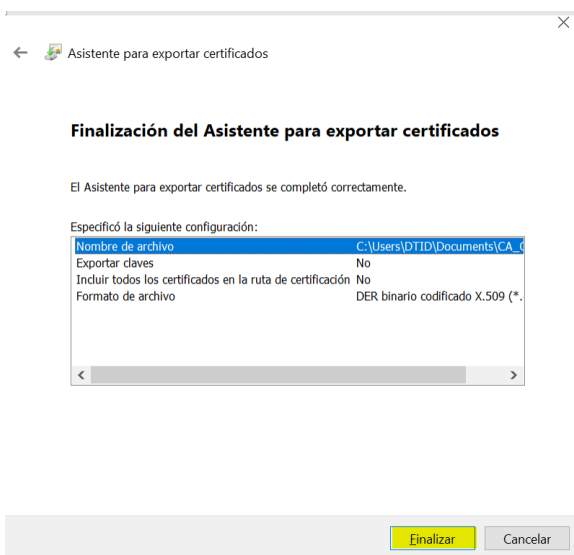 Asistente para exportar certificados
Finalización del Asistente para exportar certificados
El Asistente para exportar certificados se completó correctamente.
Especificó la siguiente configuración:
Nombre de archivo C:\Users\DTID\Documents\CA_
Exportar claves No
Incluir todos los certificados en la ruta de certificación No
Formato de archivo DER binario codificado X.509 (*.
Finalizar Cancelar